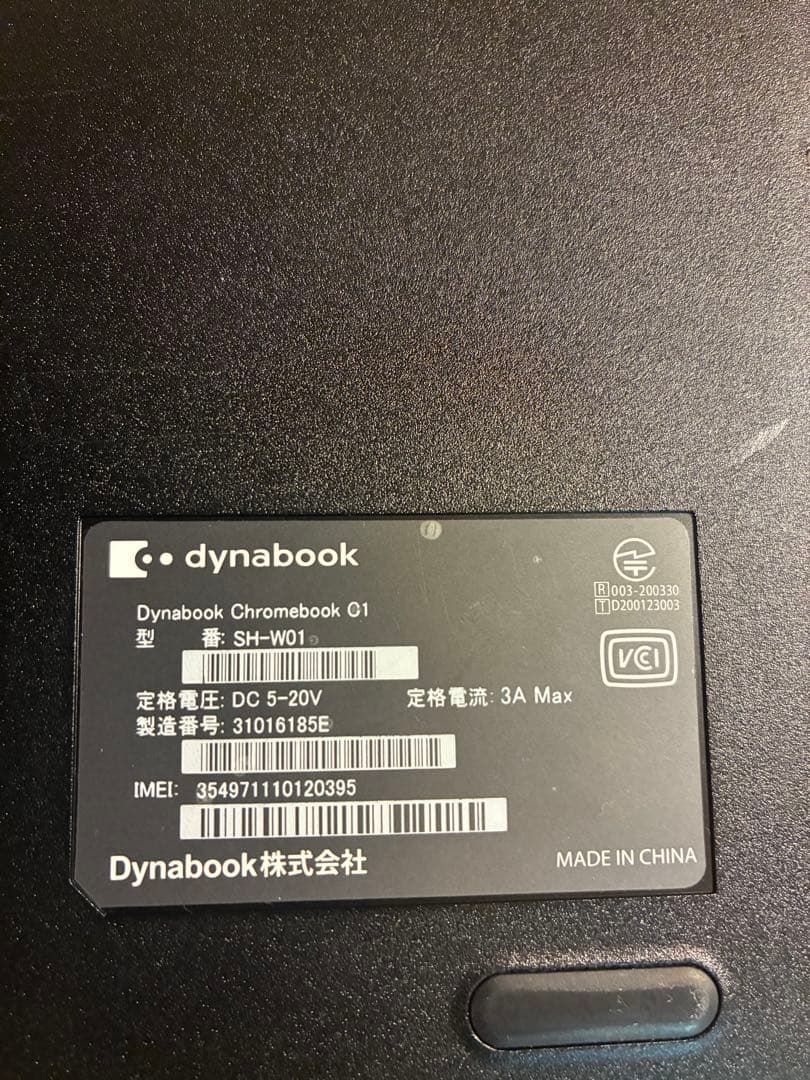 dynabook
Dynabook Chromebook C1
型 番: SH-W01
定格電圧: DC 5-20V 定格電流: 3A Max
製造番号: 31016185E
IMEI: 354971110120395
Dynabook株式会社
MADE IN CHINA
R 003-200330
T D200123003
VCCI